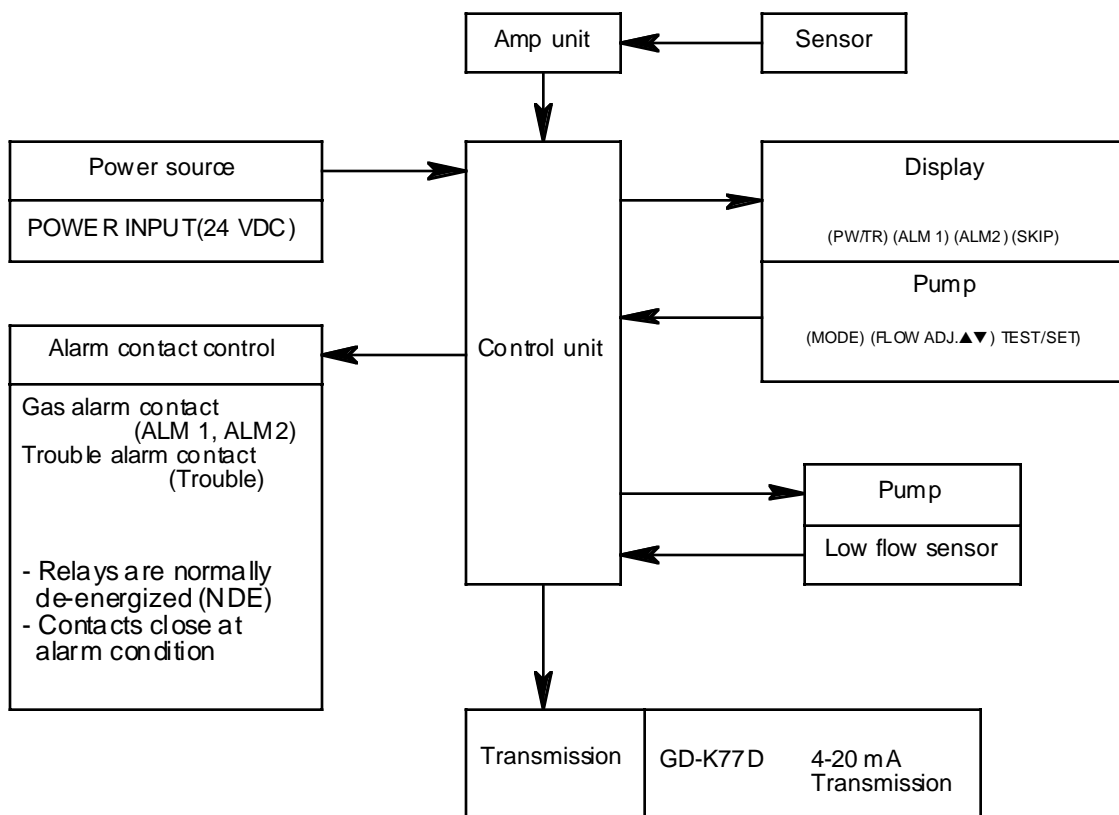 Amp unit
Sensor
Power source
POWER INPUT(24 VDC)
Display
(PW/TR) (ALM 1) (ALM2) (SKIP)
Pump
(MODE) (FLOW ADJ.▲▼) TEST/SET)
Alarm contact control
Gas alarm contact
(ALM 1, ALM2)
Trouble alarm contact
(Trouble)
- Relays are normally
de-energized (NDE)
- Contacts close at
alarm condition
Control unit
Pump
Low flow sensor
Transmission
GD-K77D 4-20 mA
Transmission